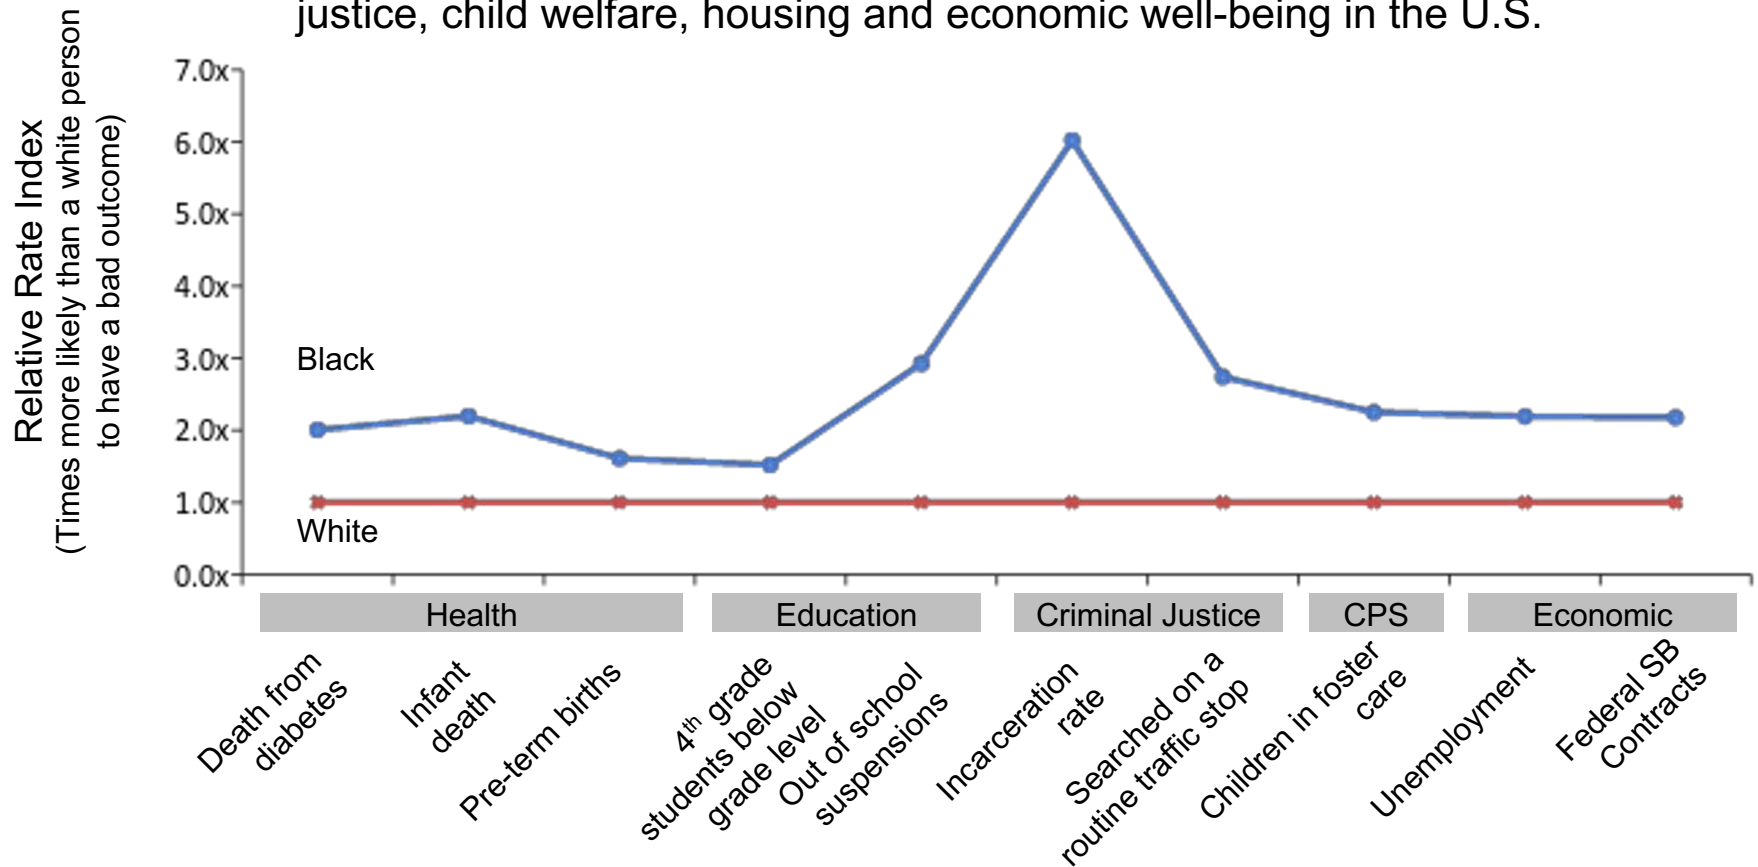 justice, child welfare, housing and economic well-being in the U.S.
Relative Rate Index
(Times more likely than a white person
to have a bad outcome)
7.0x
6.0x
5.0x
4.0x
3.0x
2.0x
1.0x
0.0x
Black
White
Health
Education
Criminal Justice
CPS
Economic
Death from
diabetes
Infant
death
Pre-term births
4th grade
students below
grade level
Out of school
suspensions
Incarceration
rate
Searched on a
routine traffic stop
Children in foster
care
Unemployment
Federal SB
Contracts